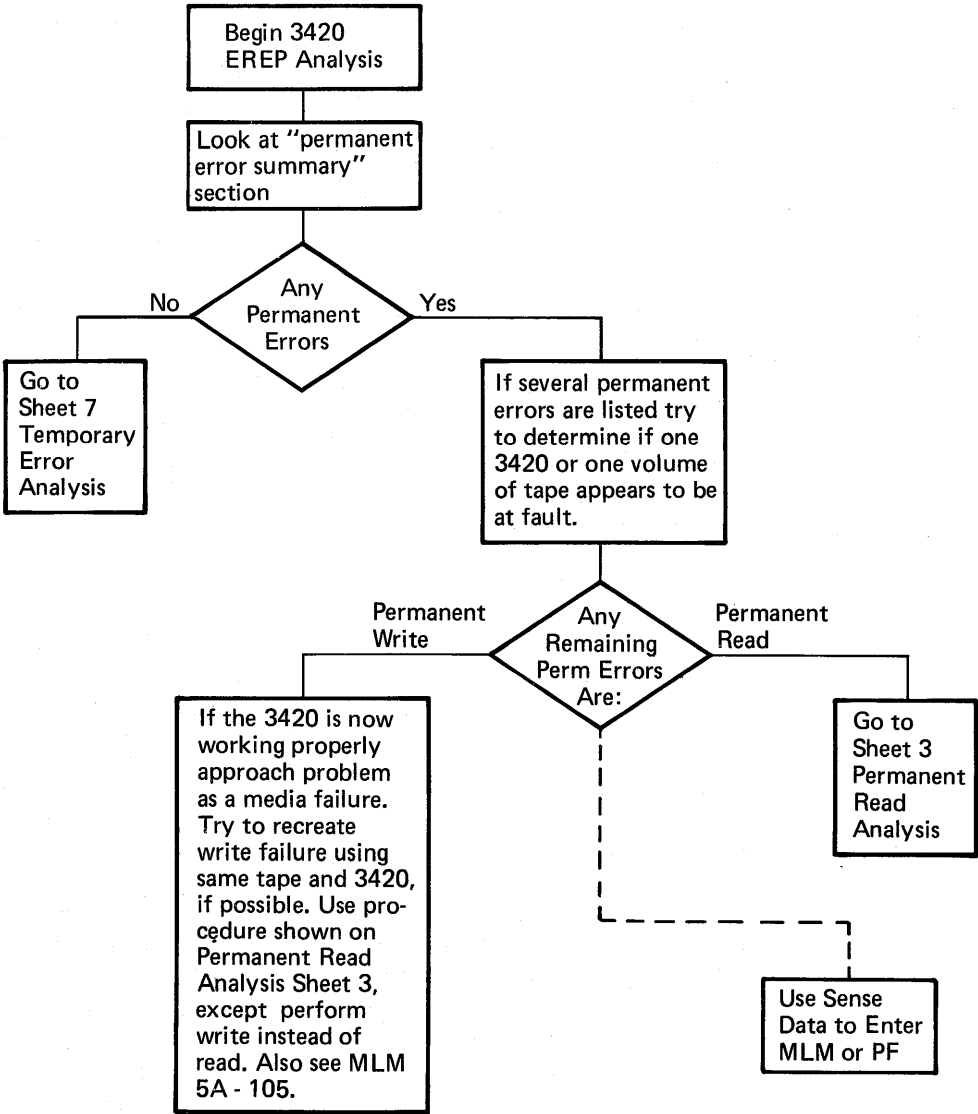 Begin 3420
EREP Analysis
Look at "permanent
error summary"
section
Any
Permanent
Errors
No
Yes
Go to
Sheet 7
Temporary
Error
Analysis
If several permanent
errors are listed try
to determine if one
3420 or one volume
of tape appears to be
at fault.
Permanent
Write
Any
Remaining
Perm Errors
Are:
Permanent
Read
If the 3420 is now
working properly
approach problem
as a media failure.
Try to recreate
write failure using
same tape and 3420,
if possible. Use pro-
cedure shown on
Permanent Read
Analysis Sheet 3,
except perform
write instead of
read. Also see MLM
5A - 105.
Go to
Sheet 3
Permanent
Read
Analysis
Use Sense
Data to Enter
MLM or PF